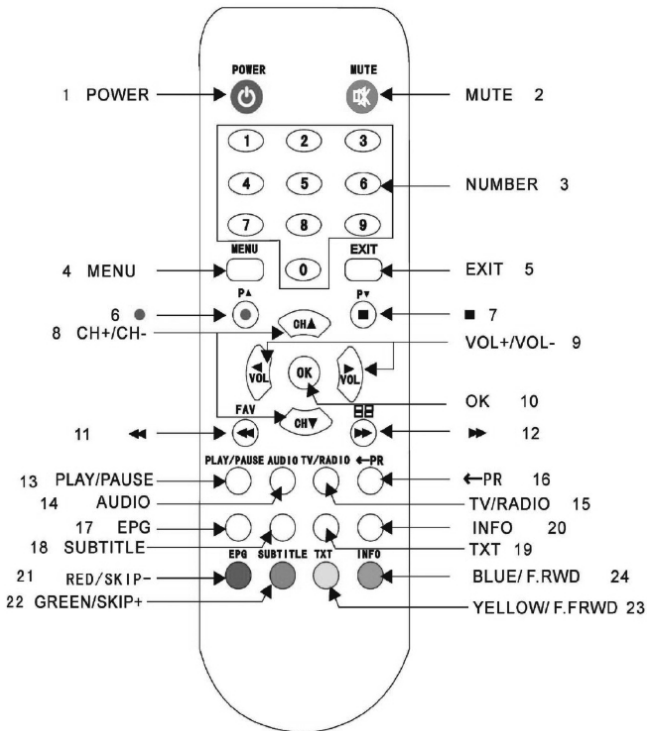 POWER MUTE
1 POWER MUTE 2
1 2 3
4 5 6 NUMBER 3
7 8 9
MENU EXIT
4 MENU 0 EXIT 5
P▲ P▼
6 ● ■ 7
8 CH+/CH- CH▲ VOL+/VOL- 9
◀ VOL OK ▶ VOL
OK 10
FAV
11 ◀◀ ◀◀ CH▼ ▶▶ ▶▶ 12
PLAY/PAUSE AUDIO TV/RADIO ←PR
13 PLAY/PAUSE ←PR 16
14 AUDIO TV/RADIO 15
17 EPG INFO 20
18 SUBTITLE TXT 19
EPG SUBTITLE TXT INFO
21 RED/SKIP- BLUE/ F.RWD 24
22 GREEN/SKIP+ YELLOW/ F.FRWD 23